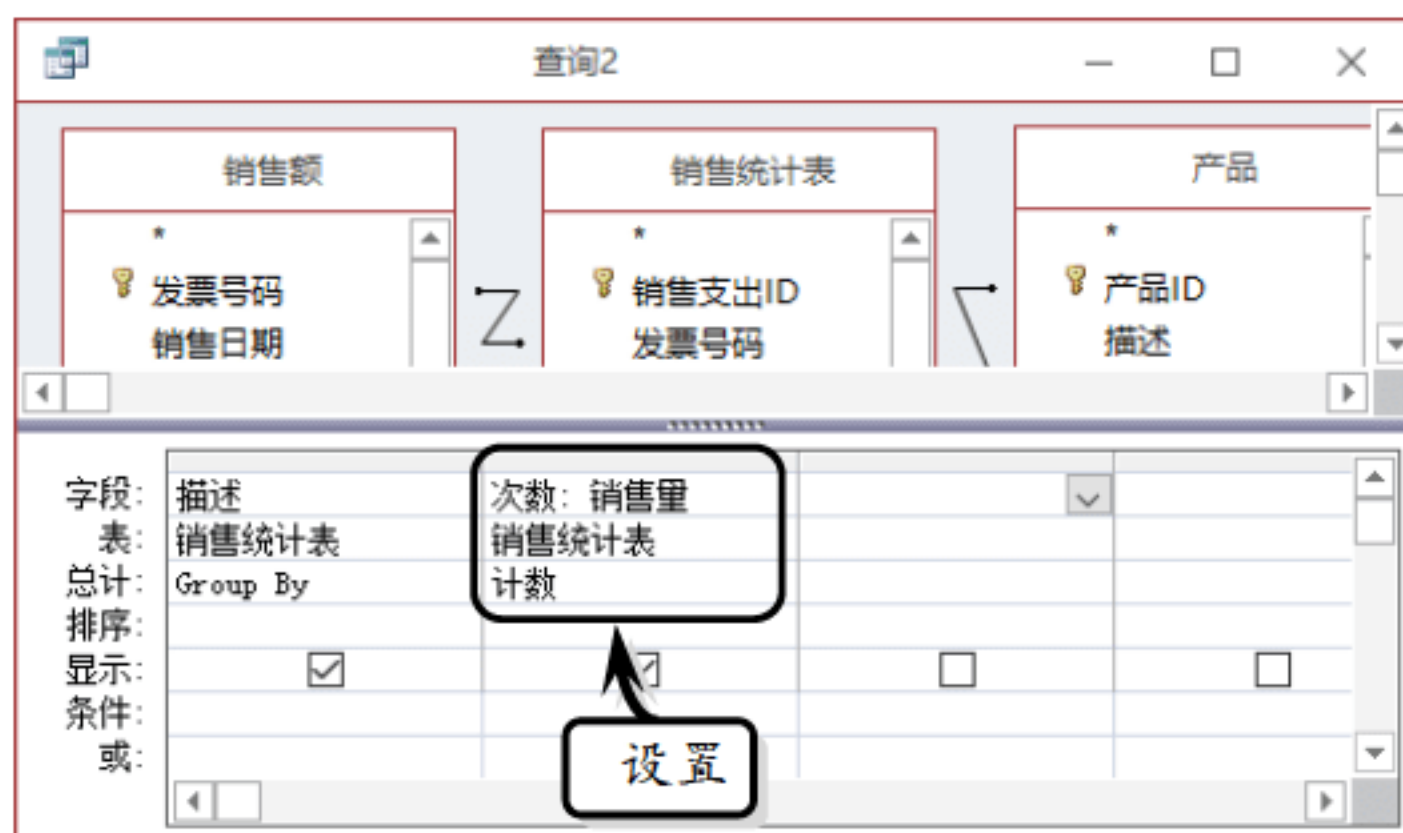 查询2
销售额 销售统计表 产品
* * *
发票号码 销售支出ID 产品ID
销售日期 发票号码 描述
字段: 描述 次数: 销售量
表: 销售统计表 销售统计表
总计: Group By 计数
排序:
显示:
条件:
或:
设置